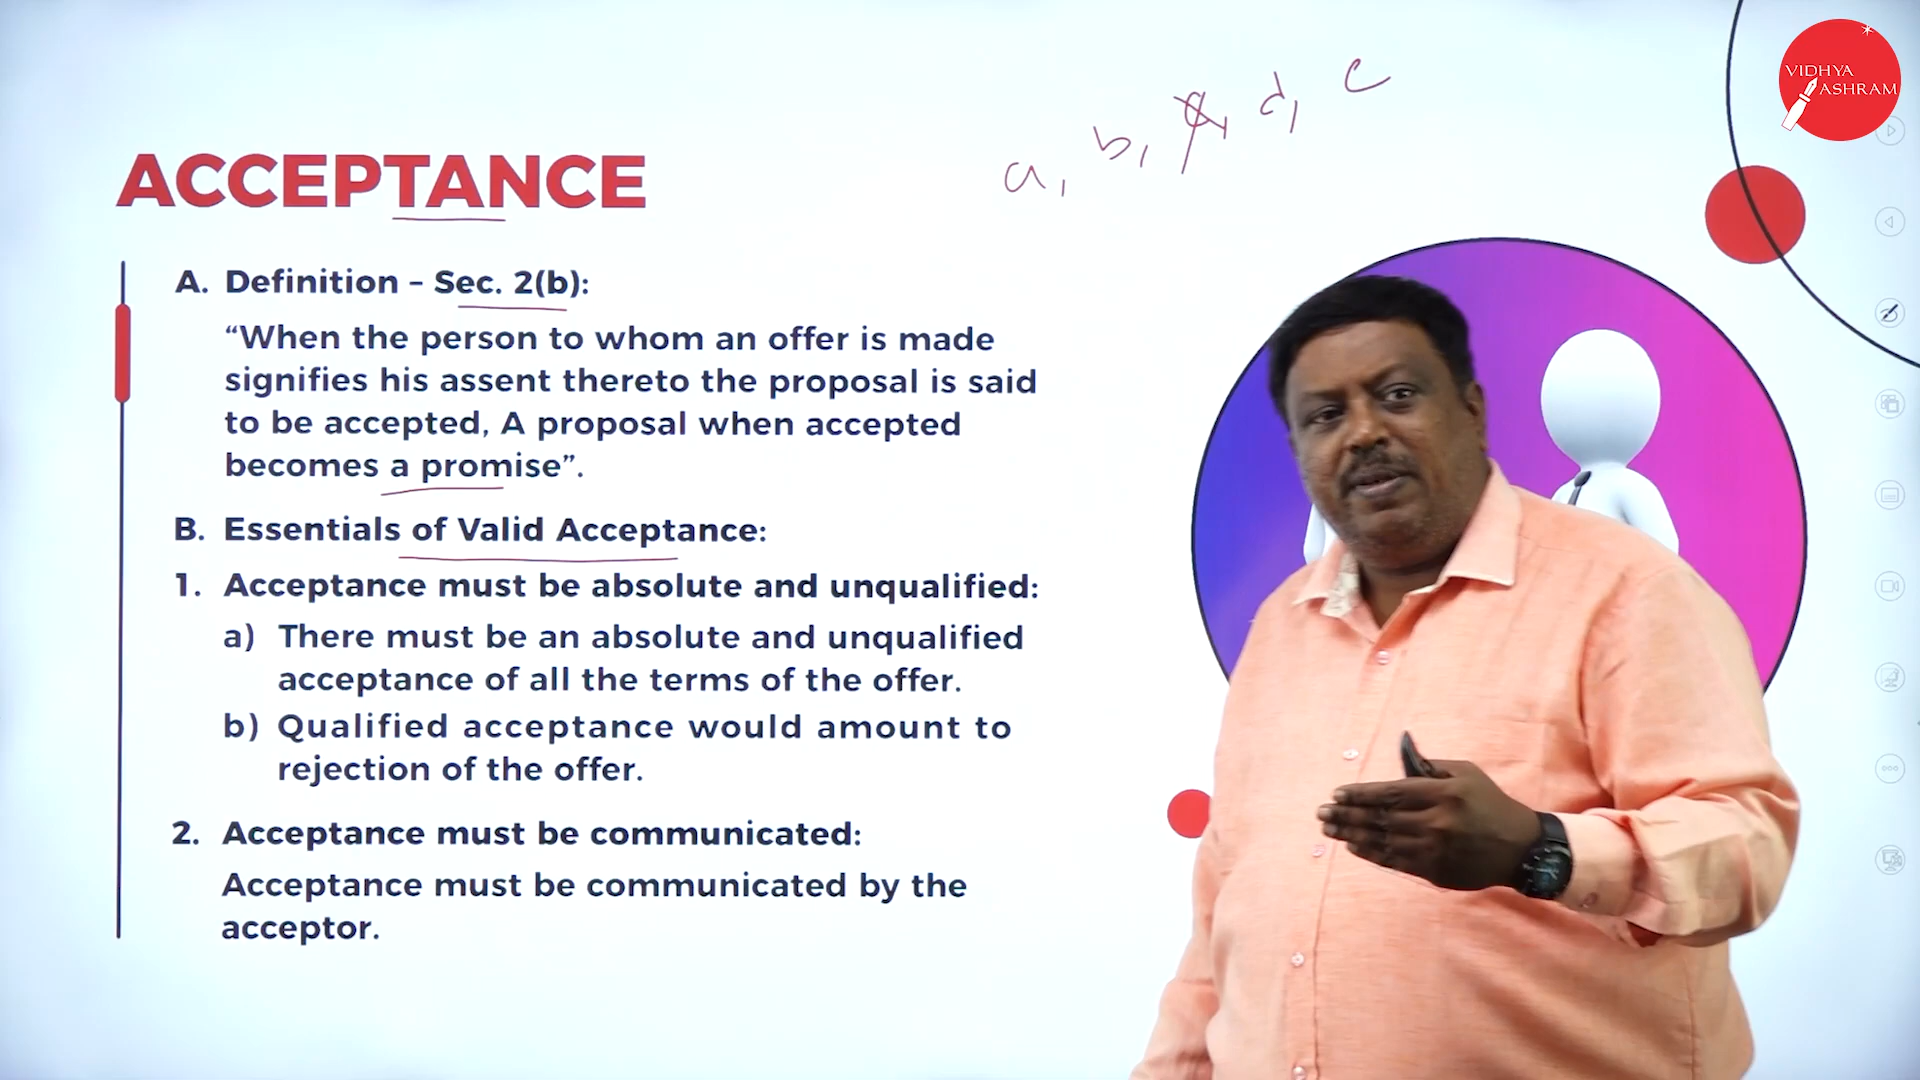 VIDHYA
ASHRAM
a, b, c, d, e
ACCEPTANCE
A. Definition – Sec. 2(b):
“When the person to whom an offer is made
signifies his assent thereto the proposal is said
to be accepted, A proposal when accepted
becomes a promise”.
B. Essentials of Valid Acceptance:
1. Acceptance must be absolute and unqualified:
a) There must be an absolute and unqualified
acceptance of all the terms of the offer.
b) Qualified acceptance would amount to
rejection of the offer.
2. Acceptance must be communicated:
Acceptance must be communicated by the
acceptor.